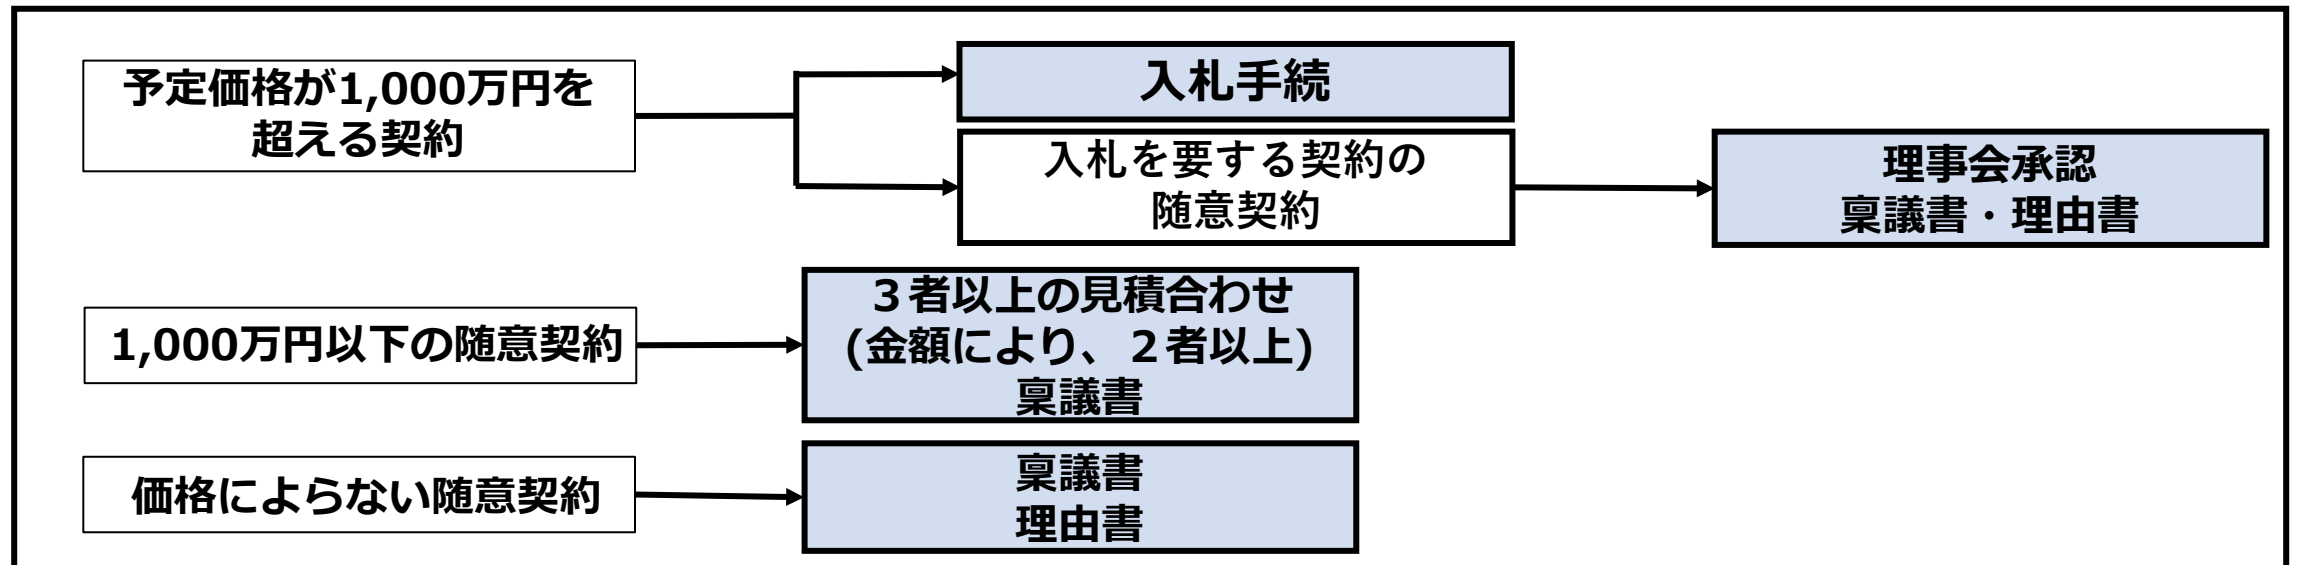 予定価格が1,000万円を
超える契約
入札手続
入札を要する契約の
随意契約
理事会承認
稟議書・理由書
1,000万円以下の随意契約
３者以上の見積合わせ
(金額により、２者以上)
稟議書
価格によらない随意契約
稟議書
理由書